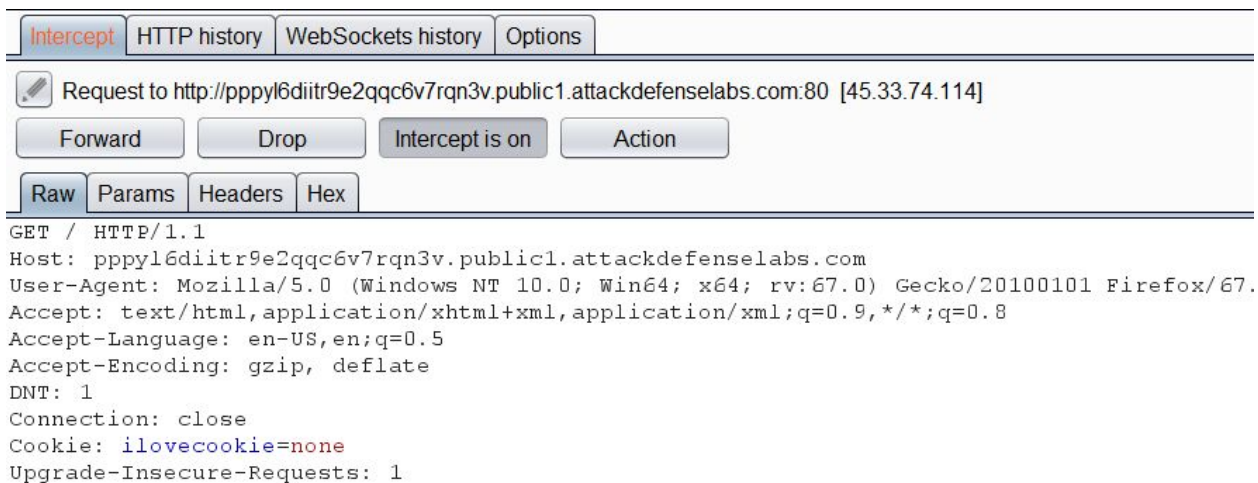 Intercept HTTP history WebSockets history Options
Request to http://pppyl6diitr9e2qqc6v7rqn3v.public1.attackdefenselabs.com:80 [45.33.74.114]
Forward Drop Intercept is on Action
Raw Params Headers Hex
GET / HTTP/1.1
Host: pppyl6diitr9e2qqc6v7rqn3v.public1.attackdefenselabs.com
User-Agent: Mozilla/5.0 (Windows NT 10.0; Win64; x64; rv:67.0) Gecko/20100101 Firefox/67.
Accept: text/html,application/xhtml+xml,application/xml;q=0.9,*/*;q=0.8
Accept-Language: en-US,en;q=0.5
Accept-Encoding: gzip, deflate
DNT: 1
Connection: close
Cookie: ilovecookie=none
Upgrade-Insecure-Requests: 1